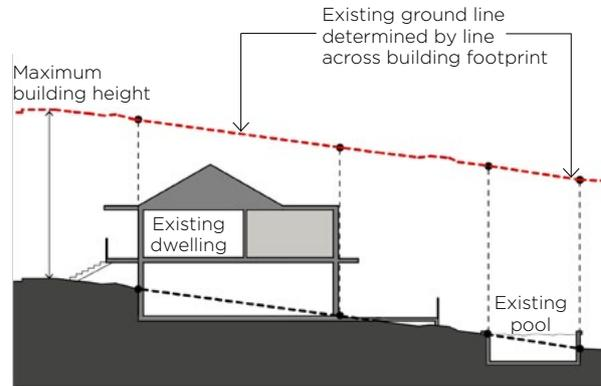 Existing ground line
determined by line
across building footprint
Maximum
building height
Existing
dwelling
Existing
pool